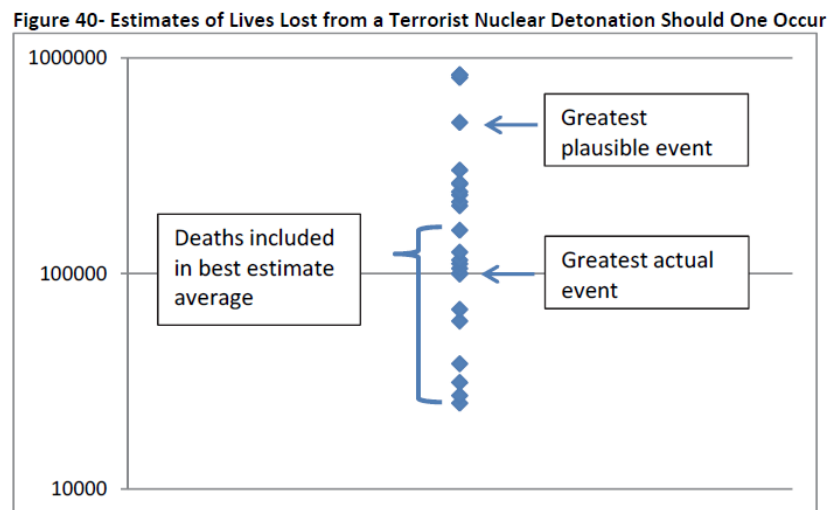 Figure 40- Estimates of Lives Lost from a Terrorist Nuclear Detonation Should One Occur
1000000
Greatest
plausible event
Deaths included
in best estimate
average
100000
Greatest actual
event
10000